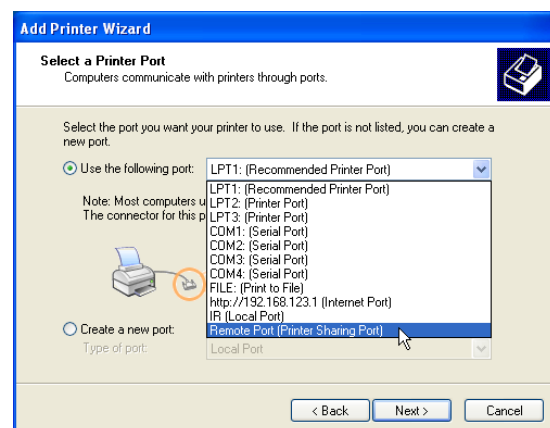 Add Printer Wizard
Select a Printer Port
Computers communicate with printers through ports.
Select the port you want your printer to use. If the port is not listed, you can create a
new port.
Use the following port: LPT1: (Recommended Printer Port)
LPT1: (Recommended Printer Port)
Note: Most computers u LPT2: (Printer Port)
The connector for this p LPT3: (Printer Port)
COM1: (Serial Port)
COM2: (Serial Port)
COM3: (Serial Port)
COM4: (Serial Port)
FILE: (Print to File)
http://192.168.123.1 (Internet Port)
IR (Local Port)
Create a new port: Remote Port (Printer Sharing Port)
Type of port: Local Port
< Back Next > Cancel